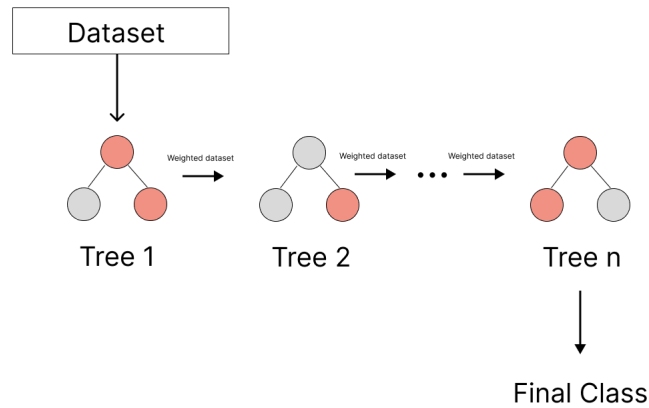 Dataset
Weighted dataset
Weighted dataset
Weighted dataset
Tree 1
Tree 2
Tree n
Final Class